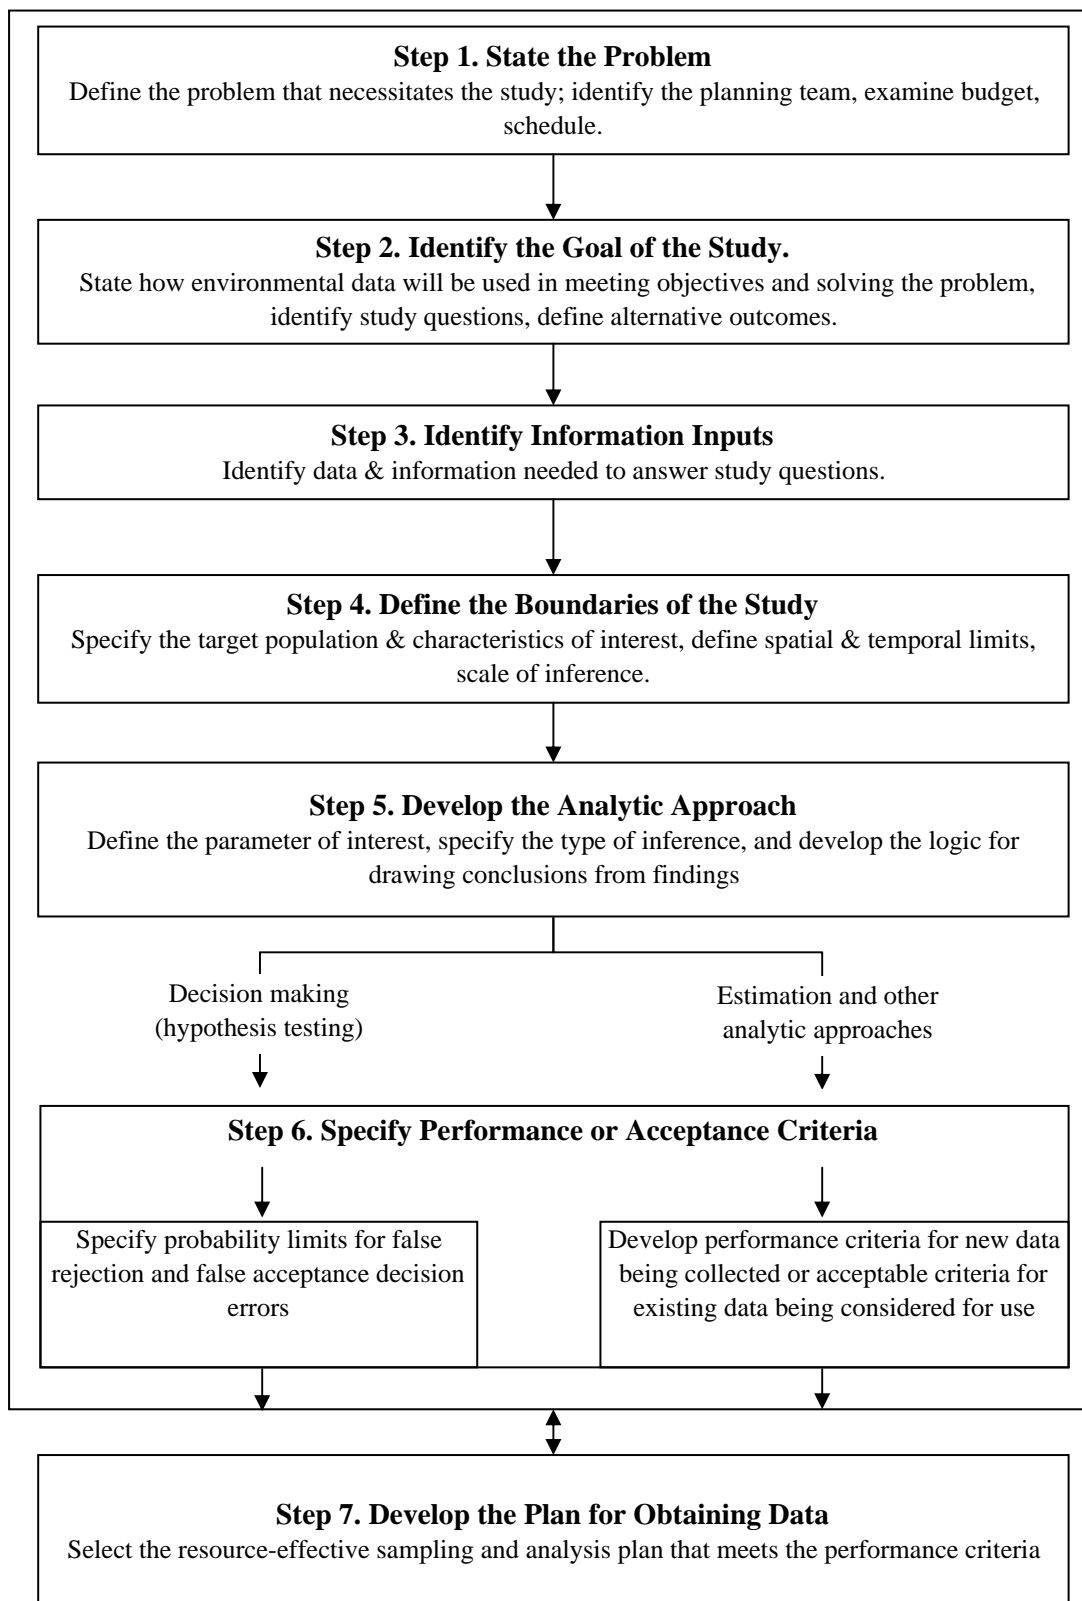 Step 1. State the Problem
Define the problem that necessitates the study; identify the planning team, examine budget,
schedule.
Step 2. Identify the Goal of the Study.
State how environmental data will be used in meeting objectives and solving the problem,
identify study questions, define alternative outcomes.
Step 3. Identify Information Inputs
Identify data & information needed to answer study questions.
Step 4. Define the Boundaries of the Study
Specify the target population & characteristics of interest, define spatial & temporal limits,
scale of inference.
Step 5. Develop the Analytic Approach
Define the parameter of interest, specify the type of inference, and develop the logic for
drawing conclusions from findings
Decision making
(hypothesis testing)
Estimation and other
analytic approaches
Step 6. Specify Performance or Acceptance Criteria
Specify probability limits for false
rejection and false acceptance decision
errors
Develop performance criteria for new data
being collected or acceptable criteria for
existing data being considered for use
Step 7. Develop the Plan for Obtaining Data
Select the resource-effective sampling and analysis plan that meets the performance criteria